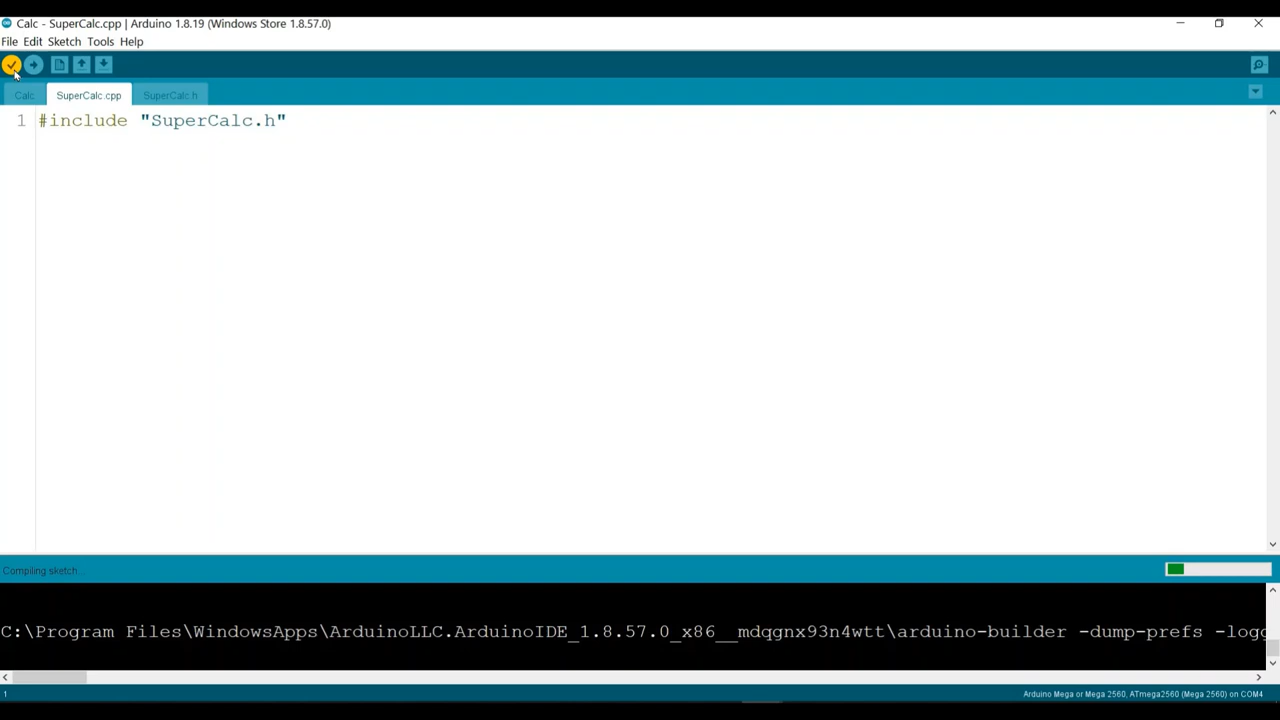 Calc - SuperCalc.cpp | Arduino 1.8.19 (Windows Store 1.8.57.0)
File Edit Sketch Tools Help
Calc SuperCalc.cpp SuperCalc.h
1 #include "SuperCalc.h"
Compiling sketch...
C:\Program Files\WindowsApps\ArduinoLLC.ArduinoIDE_1.8.57.0_x86__mdqgnx93n4wtt\arduino-builder -dump-prefs -logg
1 Arduino Mega or Mega 2560, ATmega2560 (Mega 2560) on COM4